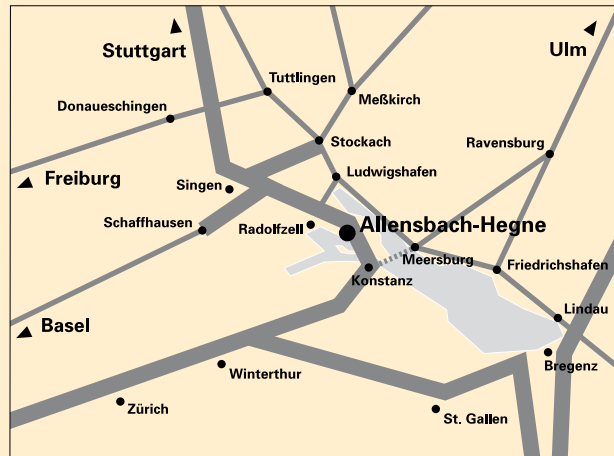 Stuttgart
Ulm
Tuttlingen
Meßkirch
Donaueschingen
Stockach
Ravensburg
Ludwigshafen
Freiburg
Singen
Schaffhausen
Radolfzell
Allensbach-Hegne
Meersburg
Friedrichshafen
Konstanz
Lindau
Basel
Bregenz
Winterthur
Zürich
St. Gallen